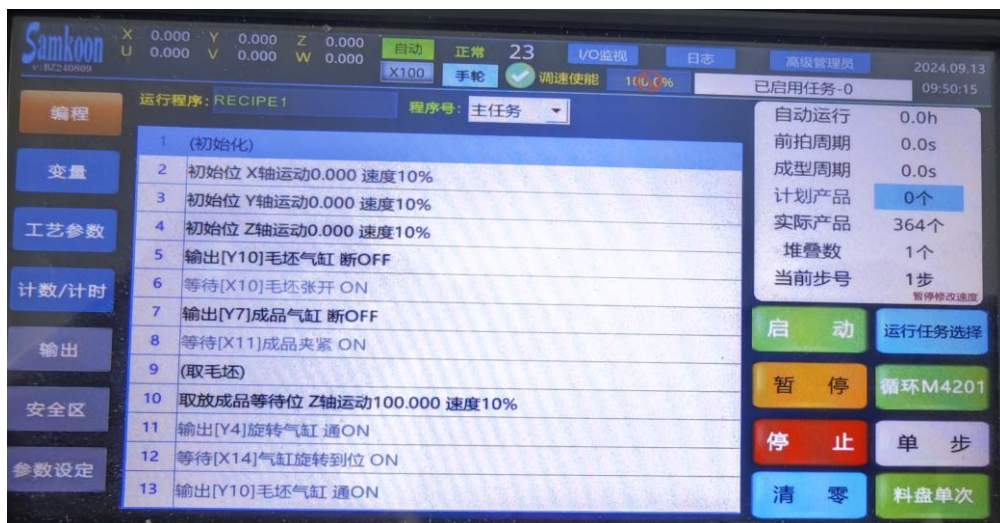 Samkoon
v::BZ240809
X 0.000 Y 0.000 Z 0.000
U 0.000 V 0.000 W 0.000
自动 正常 23 I/O监视 日志 高级管理员 2024.09.13
X100 手轮 调速使能 100.0% 已启用任务-0 09:50:15
编程
变量
工艺参数
计数/计时
输出
安全区
参数设定
运行程序: RECIPE1 程序号: 主任务
1 (初始化)
2 初始位 X轴运动0.000 速度10%
3 初始位 Y轴运动0.000 速度10%
4 初始位 Z轴运动0.000 速度10%
5 输出[Y10]毛坯气缸 断OFF
6 等待[X10]毛坯张开 ON
7 输出[Y7]成品气缸 断OFF
8 等待[X11]成品夹紧 ON
9 (取毛坯)
10 取放成品等待位 Z轴运动100.000 速度10%
11 输出[Y4]旋转气缸 通ON
12 等待[X14]气缸旋转到位 ON
13 输出[Y10]毛坯气缸 通ON
自动运行 0.0h
前拍周期 0.0s
成型周期 0.0s
计划产品 0个
实际产品 364个
堆叠数 1个
当前步号 1步
暂停修改速度
启 动 运行任务选择
暂 停 循环M4201
停 止 单 步
清 零 料盘单次